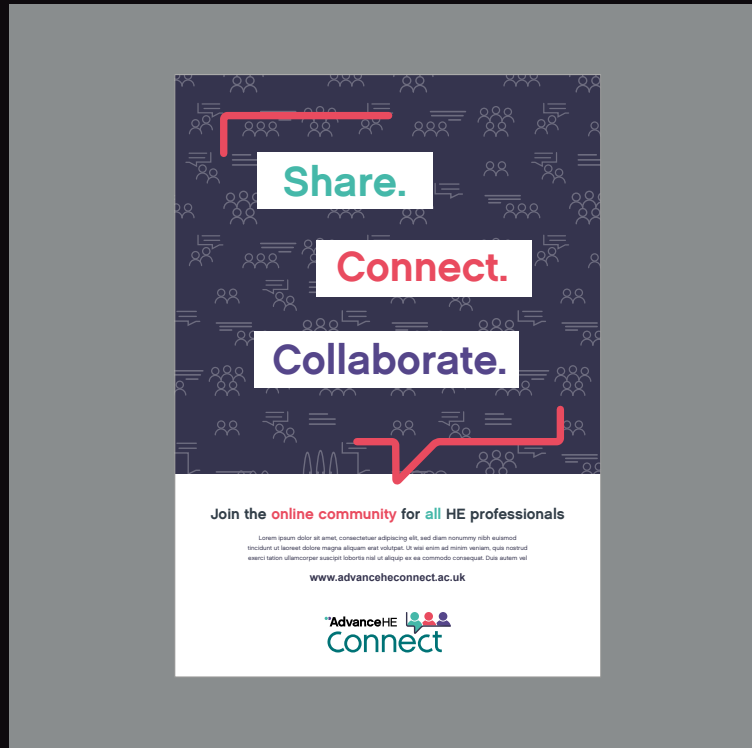 Share.
Connect.
Collaborate.
Join the online community for all HE professionals
Lorem ipsum dolor sit amet, consectetuer adipiscing elit, sed diam nonummy nibh euismod
tincidunt ut laoreet dolore magna aliquam erat volutpat. Ut wisi enim ad minim veniam, quis nostrud
exerci tation ullamcorper suscipit lobortis nisl ut aliquip ex ea commodo consequat. Duis autem vel
www.advanceheconnect.ac.uk
AdvanceHE
Connect